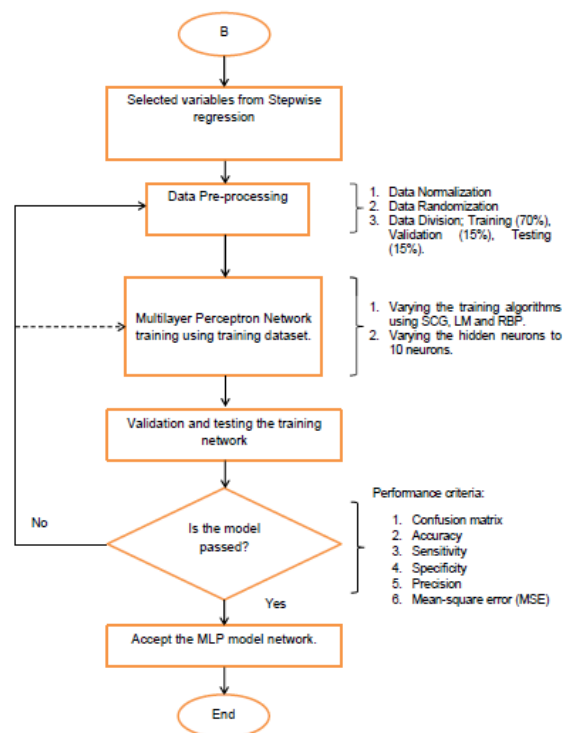 B
Selected variables from Stepwise
regression
Data Pre-processing
1. Data Normalization
2. Data Randomization
3. Data Division; Training (70%),
Validation (15%), Testing
(15%).
Multilayer Perceptron Network
training using training dataset.
1. Varying the training algorithms
using SCG, LM and RBP.
2. Varying the hidden neurons to
10 neurons.
Validation and testing the training
network
Is the model
passed?
No
Performance criteria:
1. Confusion matrix
2. Accuracy
3. Sensitivity
4. Specificity
5. Precision
6. Mean-square error (MSE)
Yes
Accept the MLP model network.
End